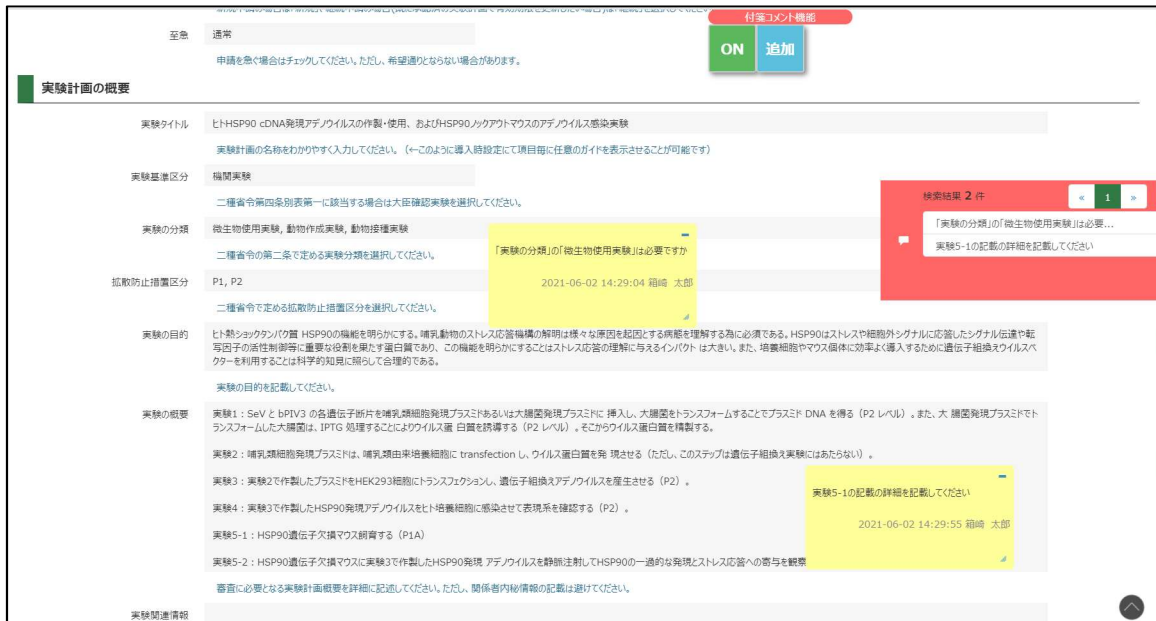 付箋コメント機能
ON 追加
至急 通常
申請を急ぐ場合はチェックしてください。ただし、希望通りとならない場合があります。
実験計画の概要
実験タイトル ヒトHSP90 cDNA発現アデノウイルスの作製・使用、およびHSP90ノックアウトマウスのアデノウイルス感染実験
実験計画の名称をわかりやすく入力してください。（←このように導入時設定にて項目毎に任意のガイドを表示させることが可能です）
実験基準区分 機関実験
二種省令第四条別表第一に該当する場合は大臣確認実験を選択してください。
検索結果 2 件 « 1 »
「実験の分類」の「微生物使用実験」は必要...
実験5-1の記載の詳細を記載してください
実験の分類 微生物使用実験, 動物作成実験, 動物接種実験
二種省令の第二条で定める実験分類を選択してください。
「実験の分類」の「微生物使用実験」は必要ですか
2021-06-02 14:29:04 箱崎 太郎
拡散防止措置区分 P1, P2
二種省令で定める拡散防止措置区分を選択してください。
実験の目的 ヒト熱ショックタンパク質 HSP90の機能を明らかにする。哺乳動物のストレス応答機構の解明は様々な原因を起因とする病態を理解する為に必須である。HSP90はストレスや細胞外シグナルに応答したシグナル伝達や転
写因子の活性制御等に重要な役割を果たす蛋白質であり、この機能を明らかにすることはストレス応答の理解に与えるインパクト は大きい。また、培養細胞やマウス個体に効率よく導入するために遺伝子組換えウイルスベ
クターを利用することは科学的知見に照らして合理的である。
実験の目的を記載してください。
実験の概要 実験1：SeV と bPIV3 の各遺伝子断片を哺乳類細胞発現プラスミドあるいは大腸菌発現プラスミドに 挿入し、大腸菌をトランスフォームすることでプラスミド DNA を得る（P2 レベル）。また、大 腸菌発現プラスミドでト
ランスフォームした大腸菌は、IPTG 処理することによりウイルス蛋 白質を誘導する（P2 レベル）。そこからウイルス蛋白質を精製する。
実験2：哺乳類細胞発現プラスミドは、哺乳類由来培養細胞に transfection し、ウイルス蛋白質を発 現させる（ただし、このステップは遺伝子組換え実験にはあたらない）。
実験3：実験2で作製したプラスミドをHEK293細胞にトランスフェクションし、遺伝子組換えアデノウイルスを産生させる（P2）。
実験4：実験3で作製したHSP90発現アデノウイルスをヒト培養細胞に感染させて表現系を確認する（P2）。
実験5-1：HSP90遺伝子欠損マウス飼育する（P1A）
実験5-2：HSP90遺伝子欠損マウスに実験3で作製したHSP90発現 アデノウイルスを静脈注射してHSP90の一過的な発現とストレス応答への寄与を観察
実験5-1の記載の詳細を記載してください
2021-06-02 14:29:55 箱崎 太郎
審査に必要となる実験計画概要を詳細に記述してください。ただし、関係者内秘情報の記載は避けてください。
実験関連情報